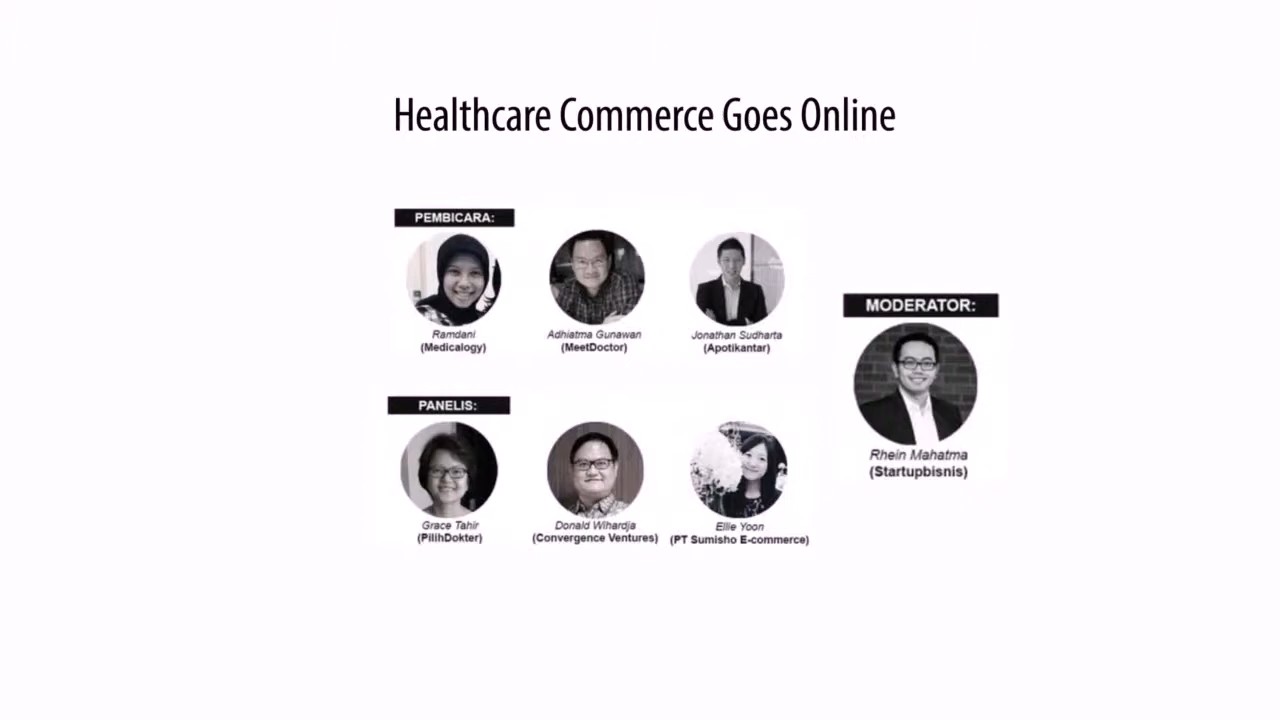 Healthcare Commerce Goes Online
PEMBICARA:
Ramdani
(Medicalogy)
Adhiatma Gunawan
(MeetDoctor)
Jonathan Sudharta
(Apotikantar)
MODERATOR:
Rhein Mahatma
(Startupbisnis)
PANELIS:
Grace Tahir
(PilihDokter)
Donald Wihardja
(Convergence Ventures)
Ellie Yoon
(PT Sumisho E-commerce)